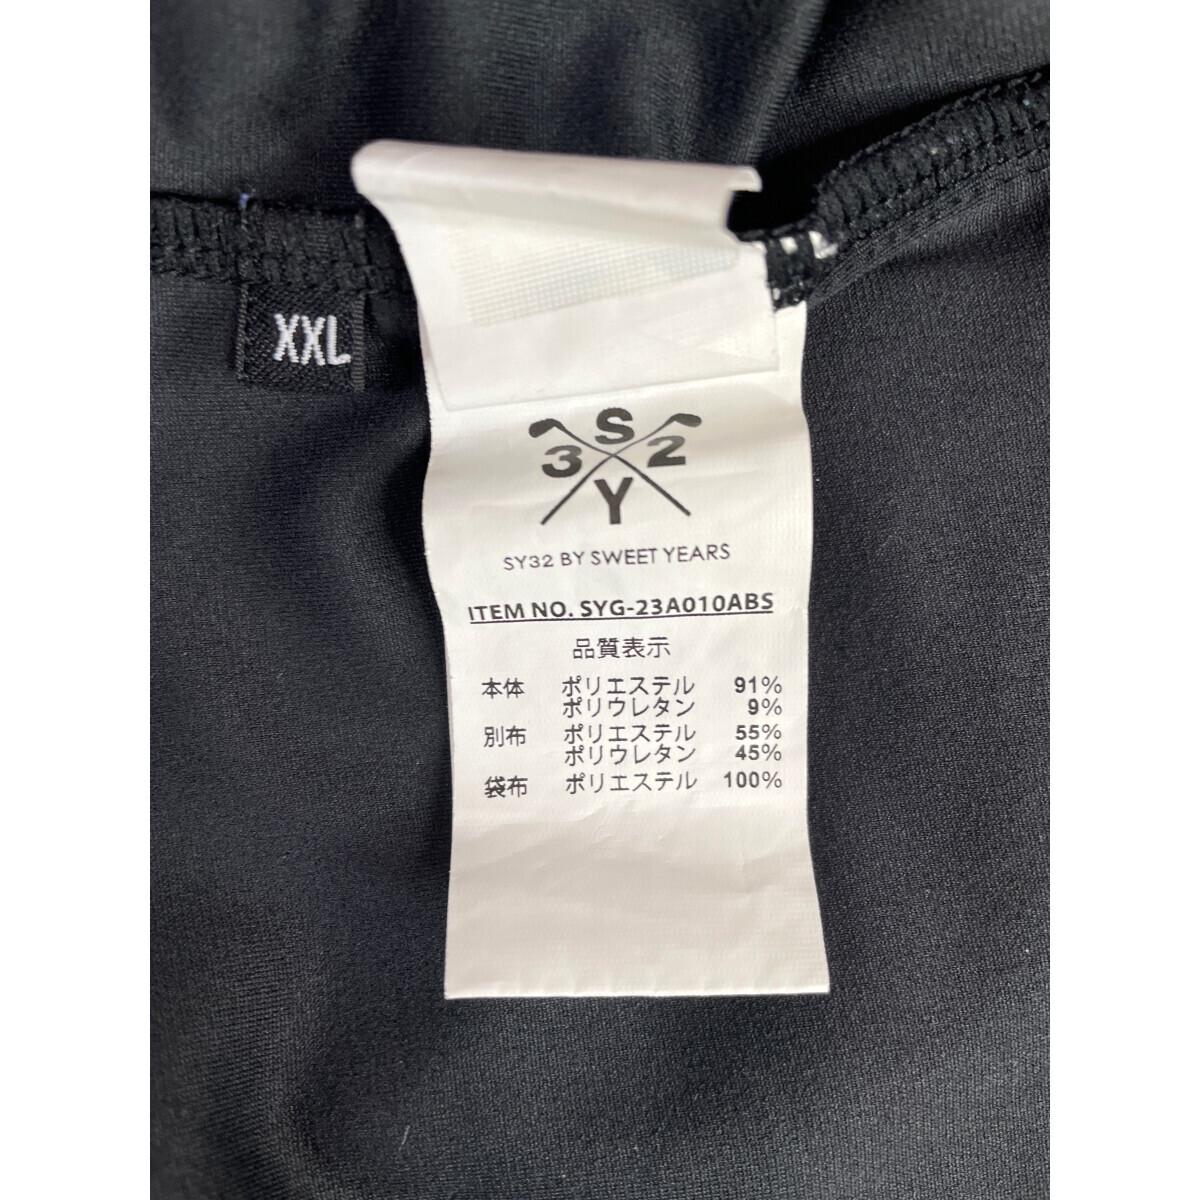 XXL
S
3 2
Y
SY32 BY SWEET YEARS
ITEM NO. SYG-23A010ABS
品質表示
本体 ポリエステル 91%
ポリウレタン 9%
別布 ポリエステル 55%
ポリウレタン 45%
袋布 ポリエステル 100%